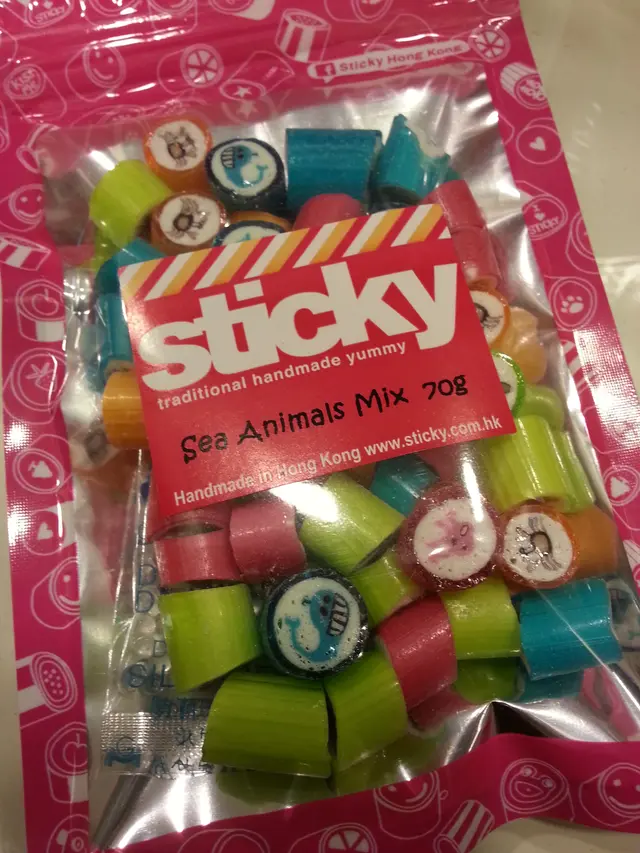 Sticky Hong Kong
sticky
traditional handmade yummy
Sea Animals Mix 70g
Handmade in Hong Kong www.sticky.com.hk